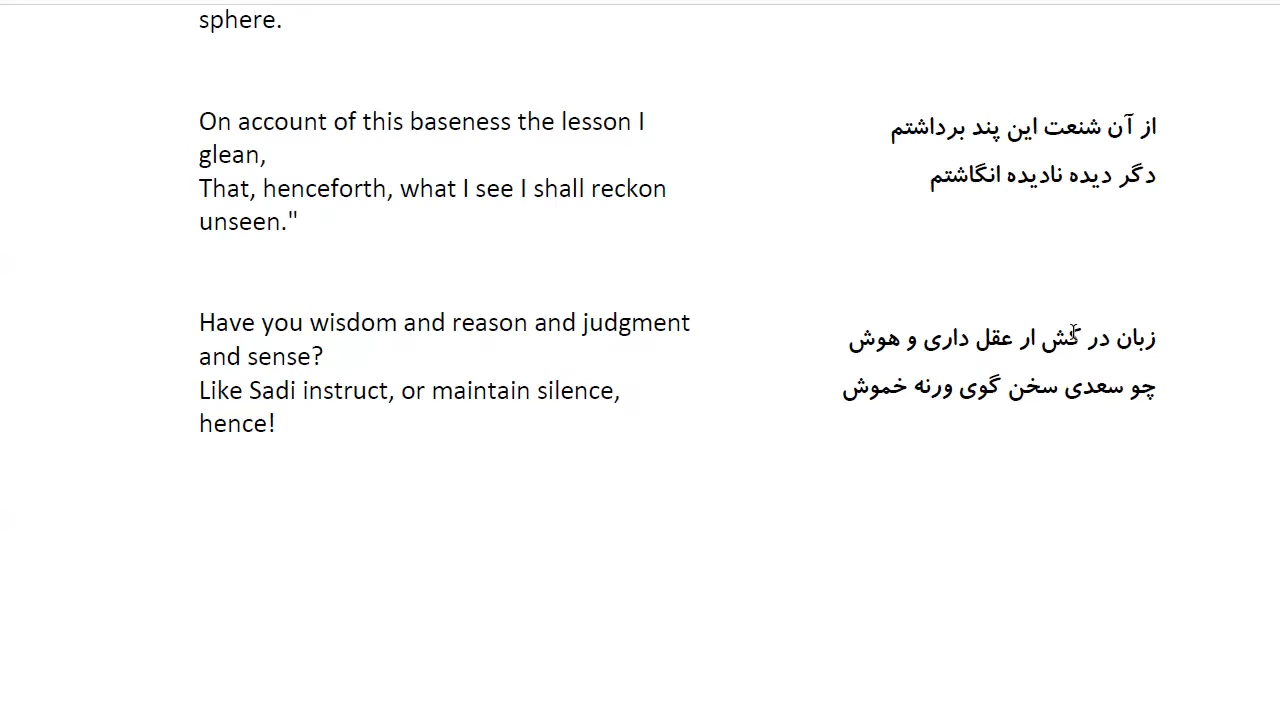 sphere.
On account of this baseness the lesson I
glean,
That, henceforth, what I see I shall reckon
unseen."
از آن شنعت این پند برداشتم
دگر دیده نادیده انگاشتم
Have you wisdom and reason and judgment
and sense?
Like Sadi instruct, or maintain silence,
hence!
زبان در کش ار عقل داری و هوش
چو سعدی سخن گوی ورنه خموش